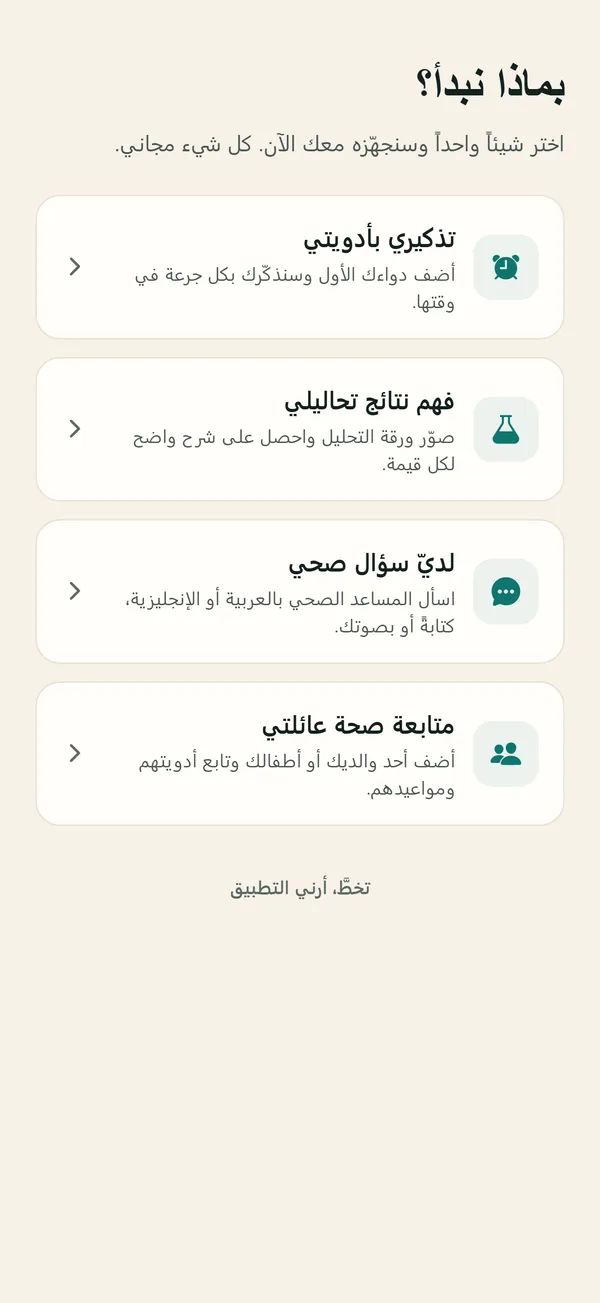 بماذا نبدأ؟
اختر شيئاً واحداً وسنجهّزه معك الآن. كل شيء مجاني.
تذكيري بأدويتي
أضف دواءك الأول وسنذكّرك بكل جرعة في
وقتها.
فهم نتائج تحاليلي
صوّر ورقة التحليل واحصل على شرح واضح
لكل قيمة.
لديّ سؤال صحي
اسأل المساعد الصحي بالعربية أو الإنجليزية،
كتابةً أو بصوتك.
متابعة صحة عائلتي
أضف أحد والديك أو أطفالك وتابع أدويتهم
ومواعيدهم.
تخطَّ، أرني التطبيق